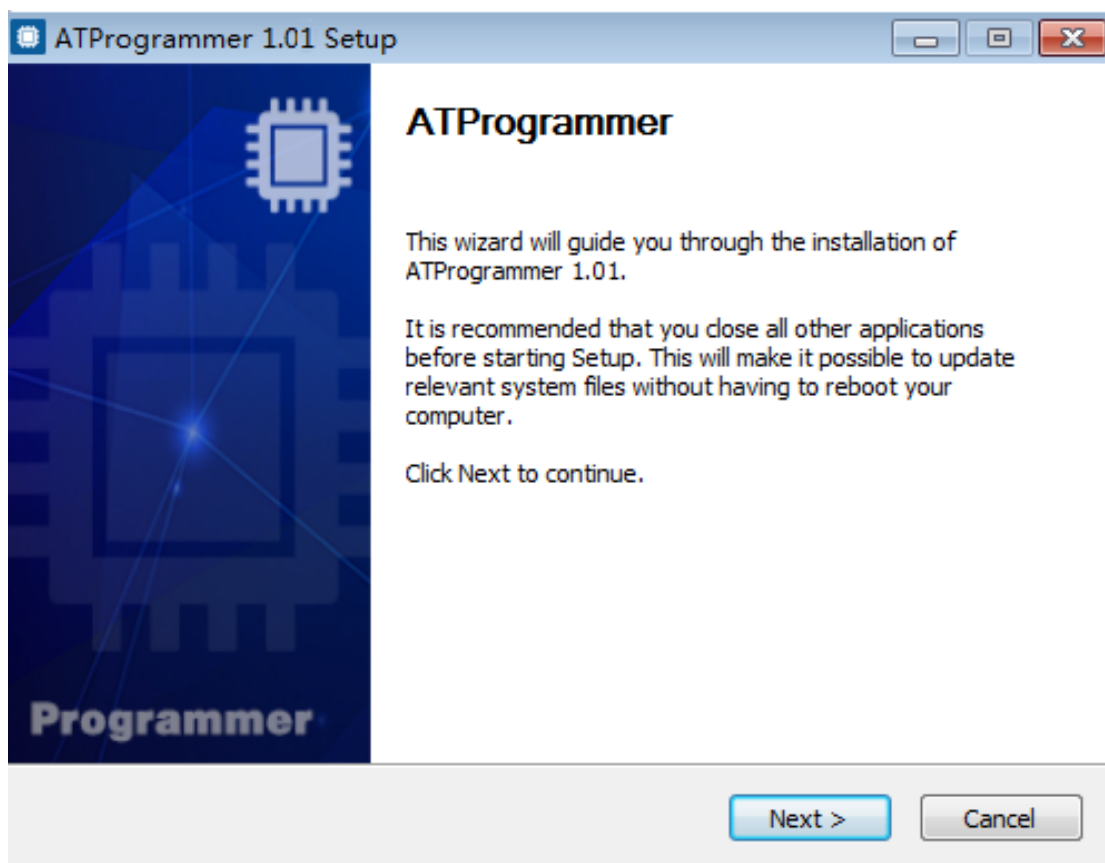 ATProgrammer 1.01 Setup
ATProgrammer
This wizard will guide you through the installation of
ATProgrammer 1.01.
It is recommended that you close all other applications
before starting Setup. This will make it possible to update
relevant system files without having to reboot your
computer.
Click Next to continue.
Programmer
Next >
Cancel